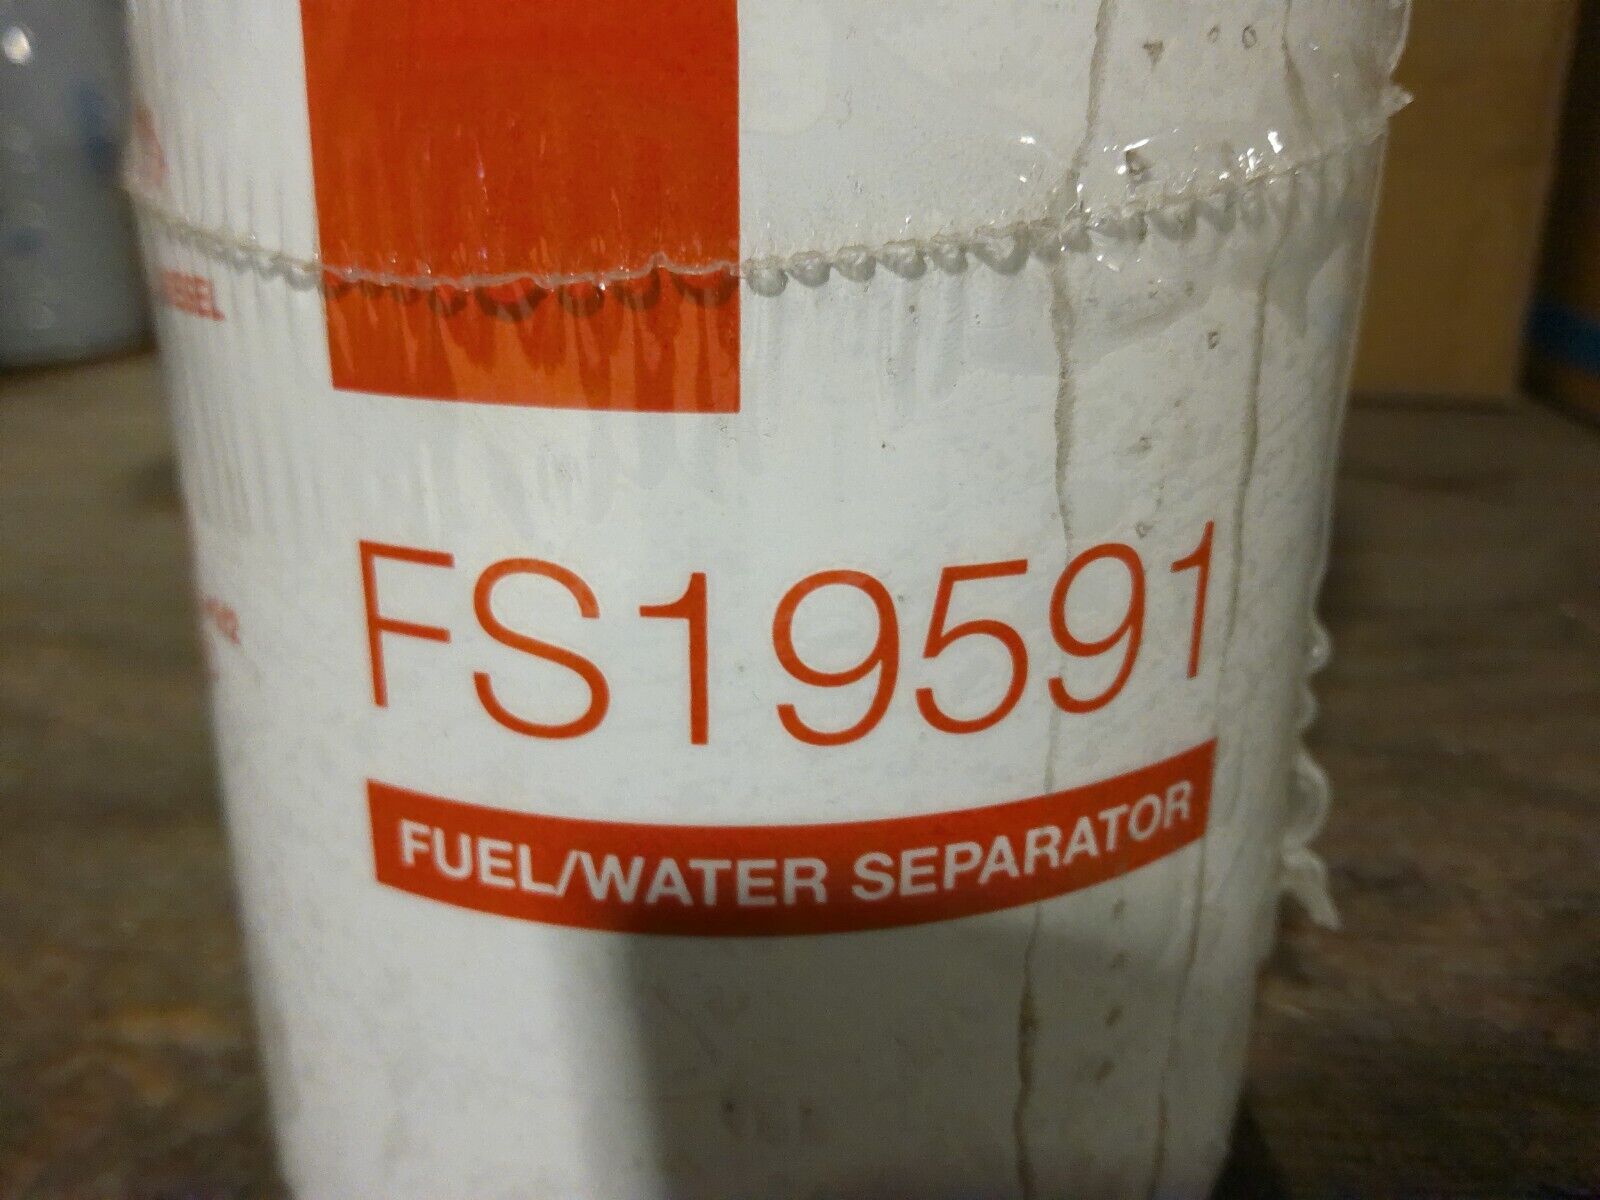 FS19591
FUEL/WATER SEPARATOR